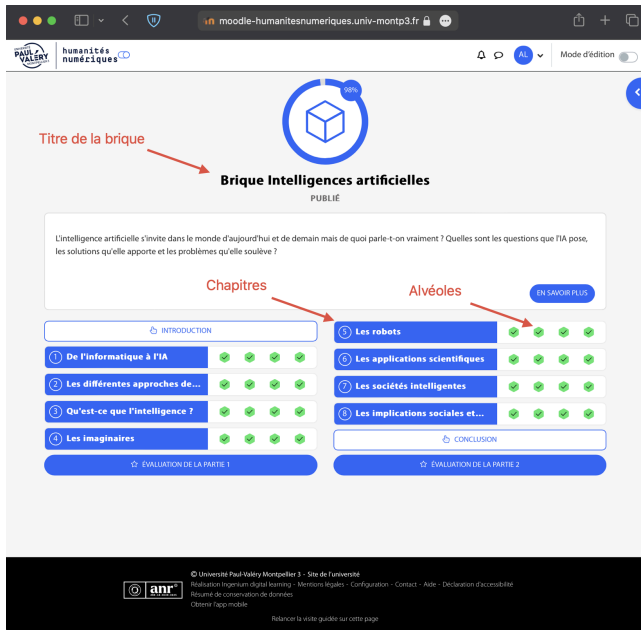 moodle-humanitesnumeriques.univ-montp3.fr
PAUL
VALÉRY
humanités
numériques
AL
Mode d'édition
98%
Titre de la brique
Brique Intelligences artificielles
PUBLIÉ
L'intelligence artificielle s'invite dans le monde d'aujourd'hui et de demain mais de quoi parle-t-on vraiment ? Quelles sont les questions que l'IA pose,
les solutions qu'elle apporte et les problèmes qu'elle soulève ?
EN SAVOIR PLUS
Chapitres
Alvéoles
INTRODUCTION
1 De l'informatique à l'IA
2 Les différentes approches de...
3 Qu'est-ce que l'intelligence ?
4 Les imaginaires
ÉVALUATION DE LA PARTIE 1
5 Les robots
6 Les applications scientifiques
7 Les sociétés intelligentes
8 Les implications sociales et...
CONCLUSION
ÉVALUATION DE LA PARTIE 2
anr
© Université Paul-Valéry Montpellier 3 - Site de l'université
Réalisation Ingenium digital learning - Mentions légales - Configuration - Contact - Aide - Déclaration d'accessibilité
Résumé de conservation de données
Obtenir l'app mobile
Relancer la visite guidée sur cette page